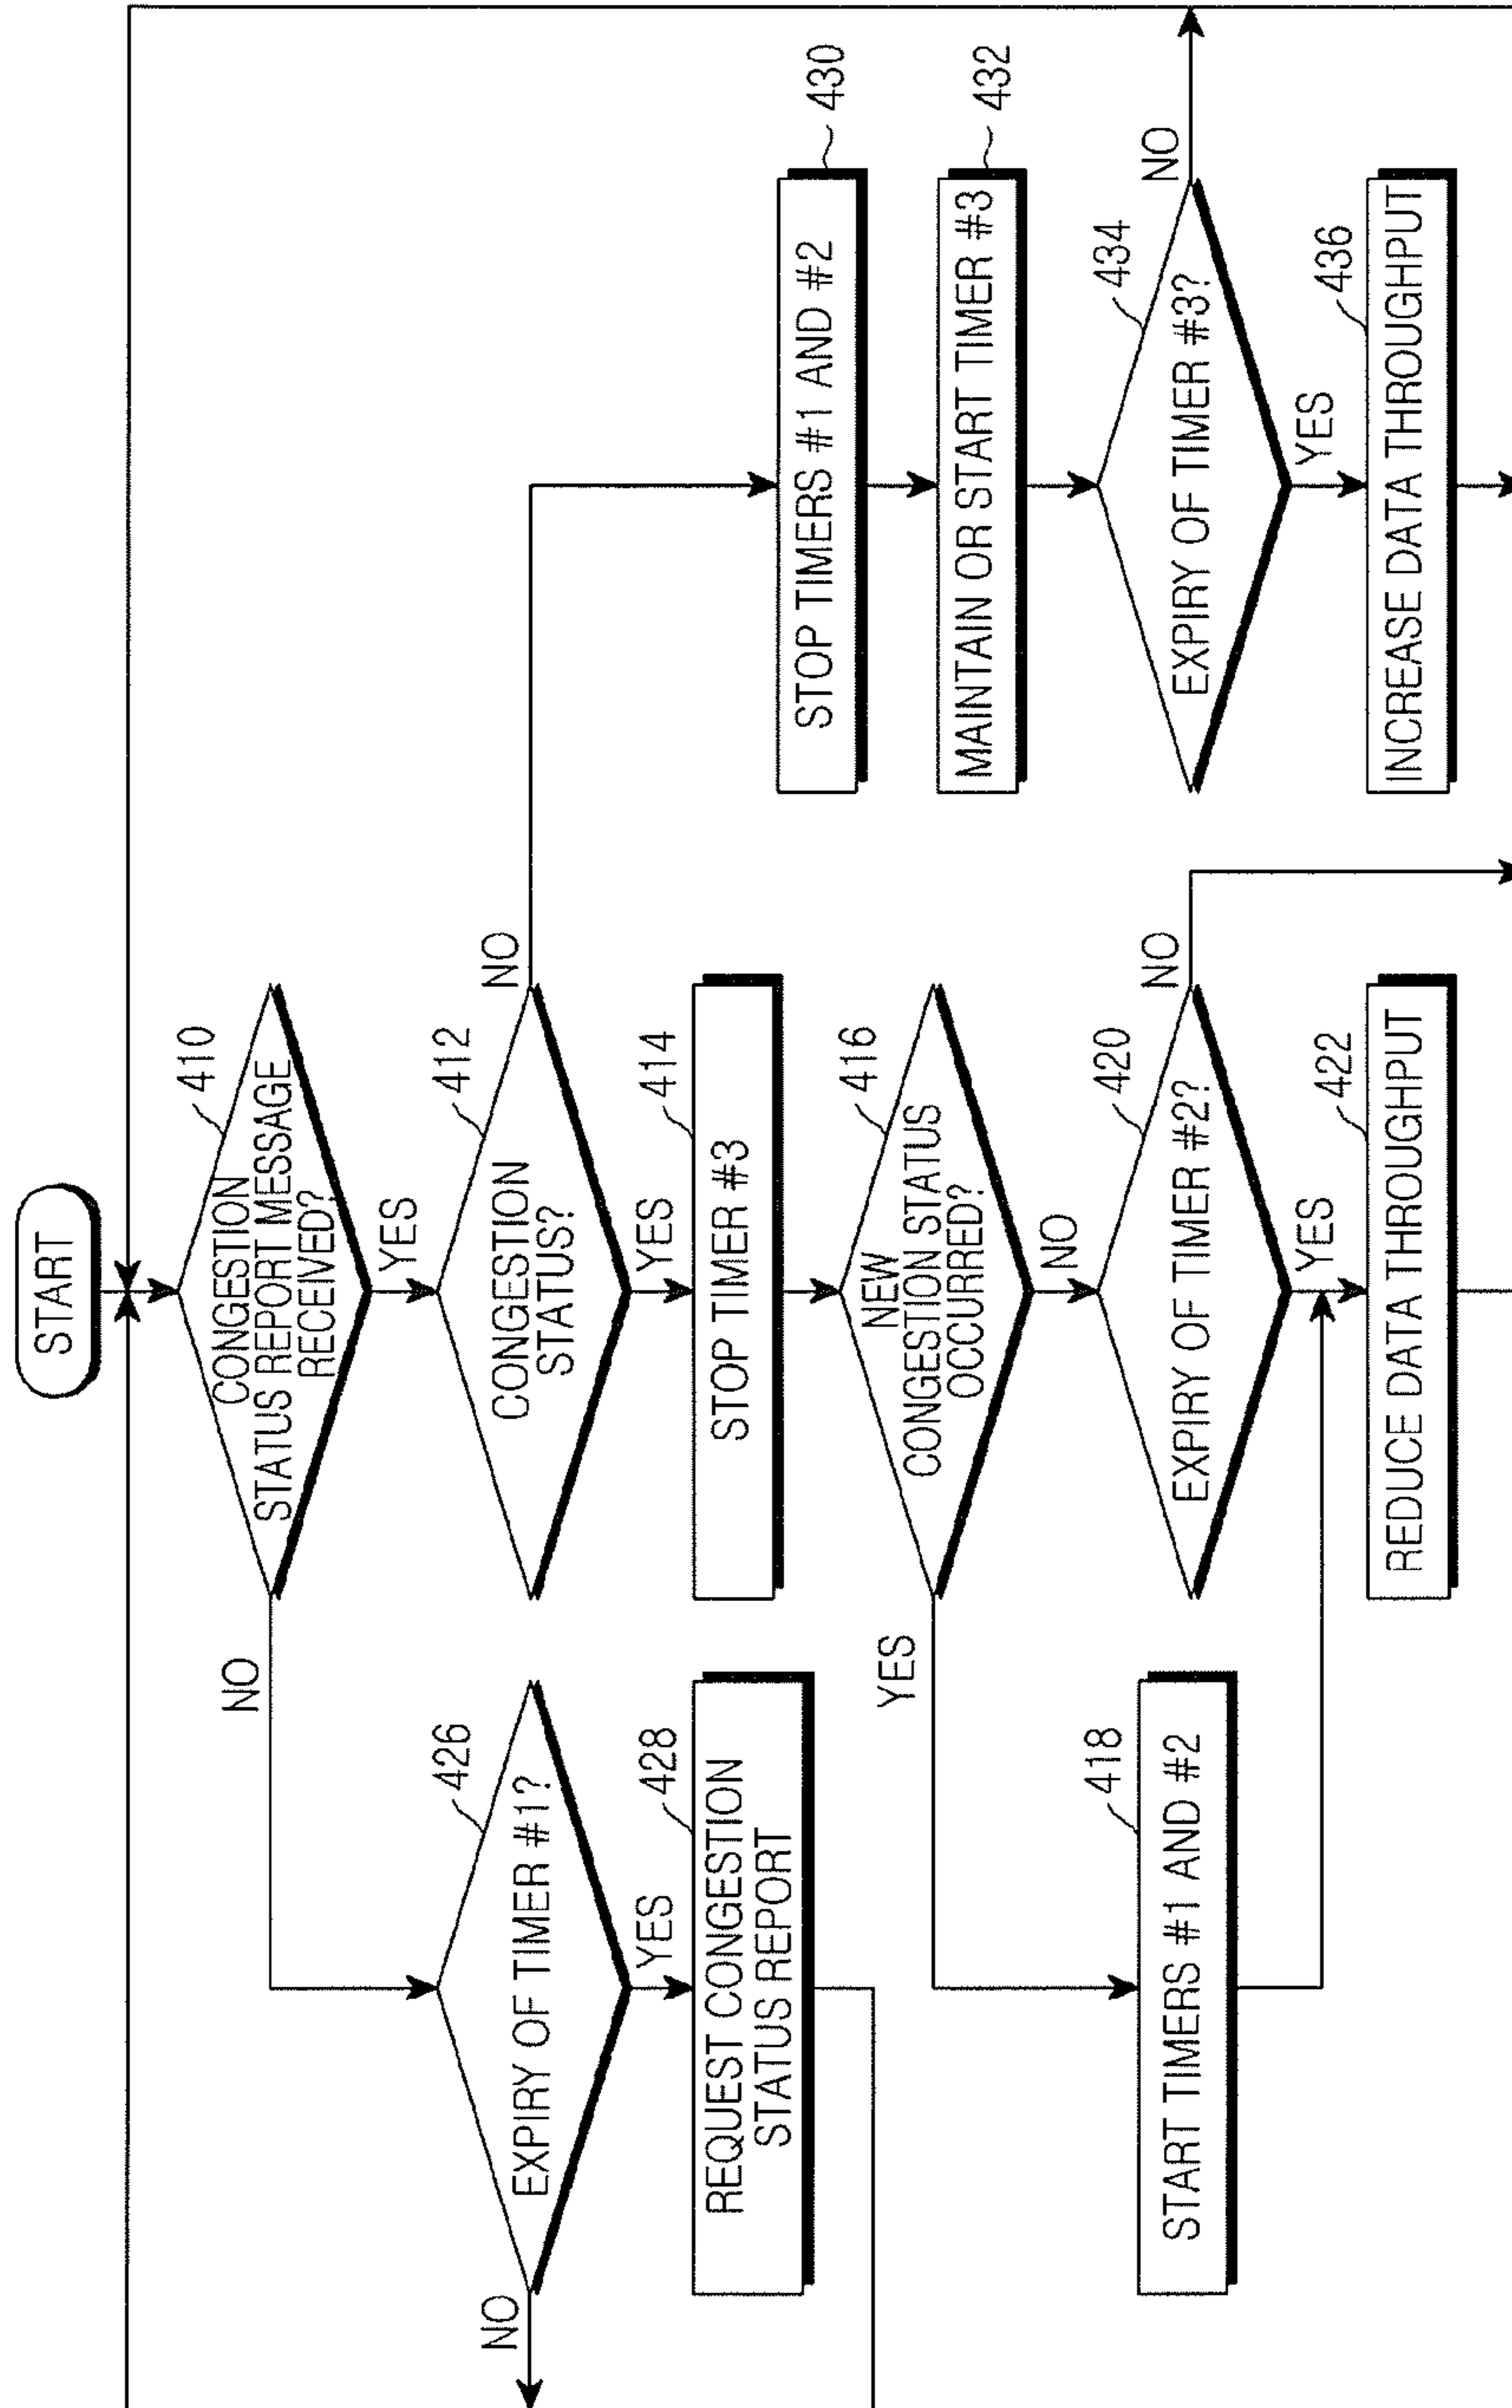 START
410
CONGESTION
STATUS REPORT MESSAGE
RECEIVED?
NO
YES
426
EXPIRY OF TIMER #1?
NO
YES
412
CONGESTION
STATUS?
NO
YES
428
REQUEST CONGESTION
STATUS REPORT
414
STOP TIMER #3
430
STOP TIMERS #1 AND #2
416
NEW
CONGESTION STATUS
OCCURRED?
YES
NO
432
MAINTAIN OR START TIMER #3
418
START TIMERS #1 AND #2
420
EXPIRY OF TIMER #2?
NO
YES
434
EXPIRY OF TIMER #3?
NO
YES
422
REDUCE DATA THROUGHPUT
436
INCREASE DATA THROUGHPUT